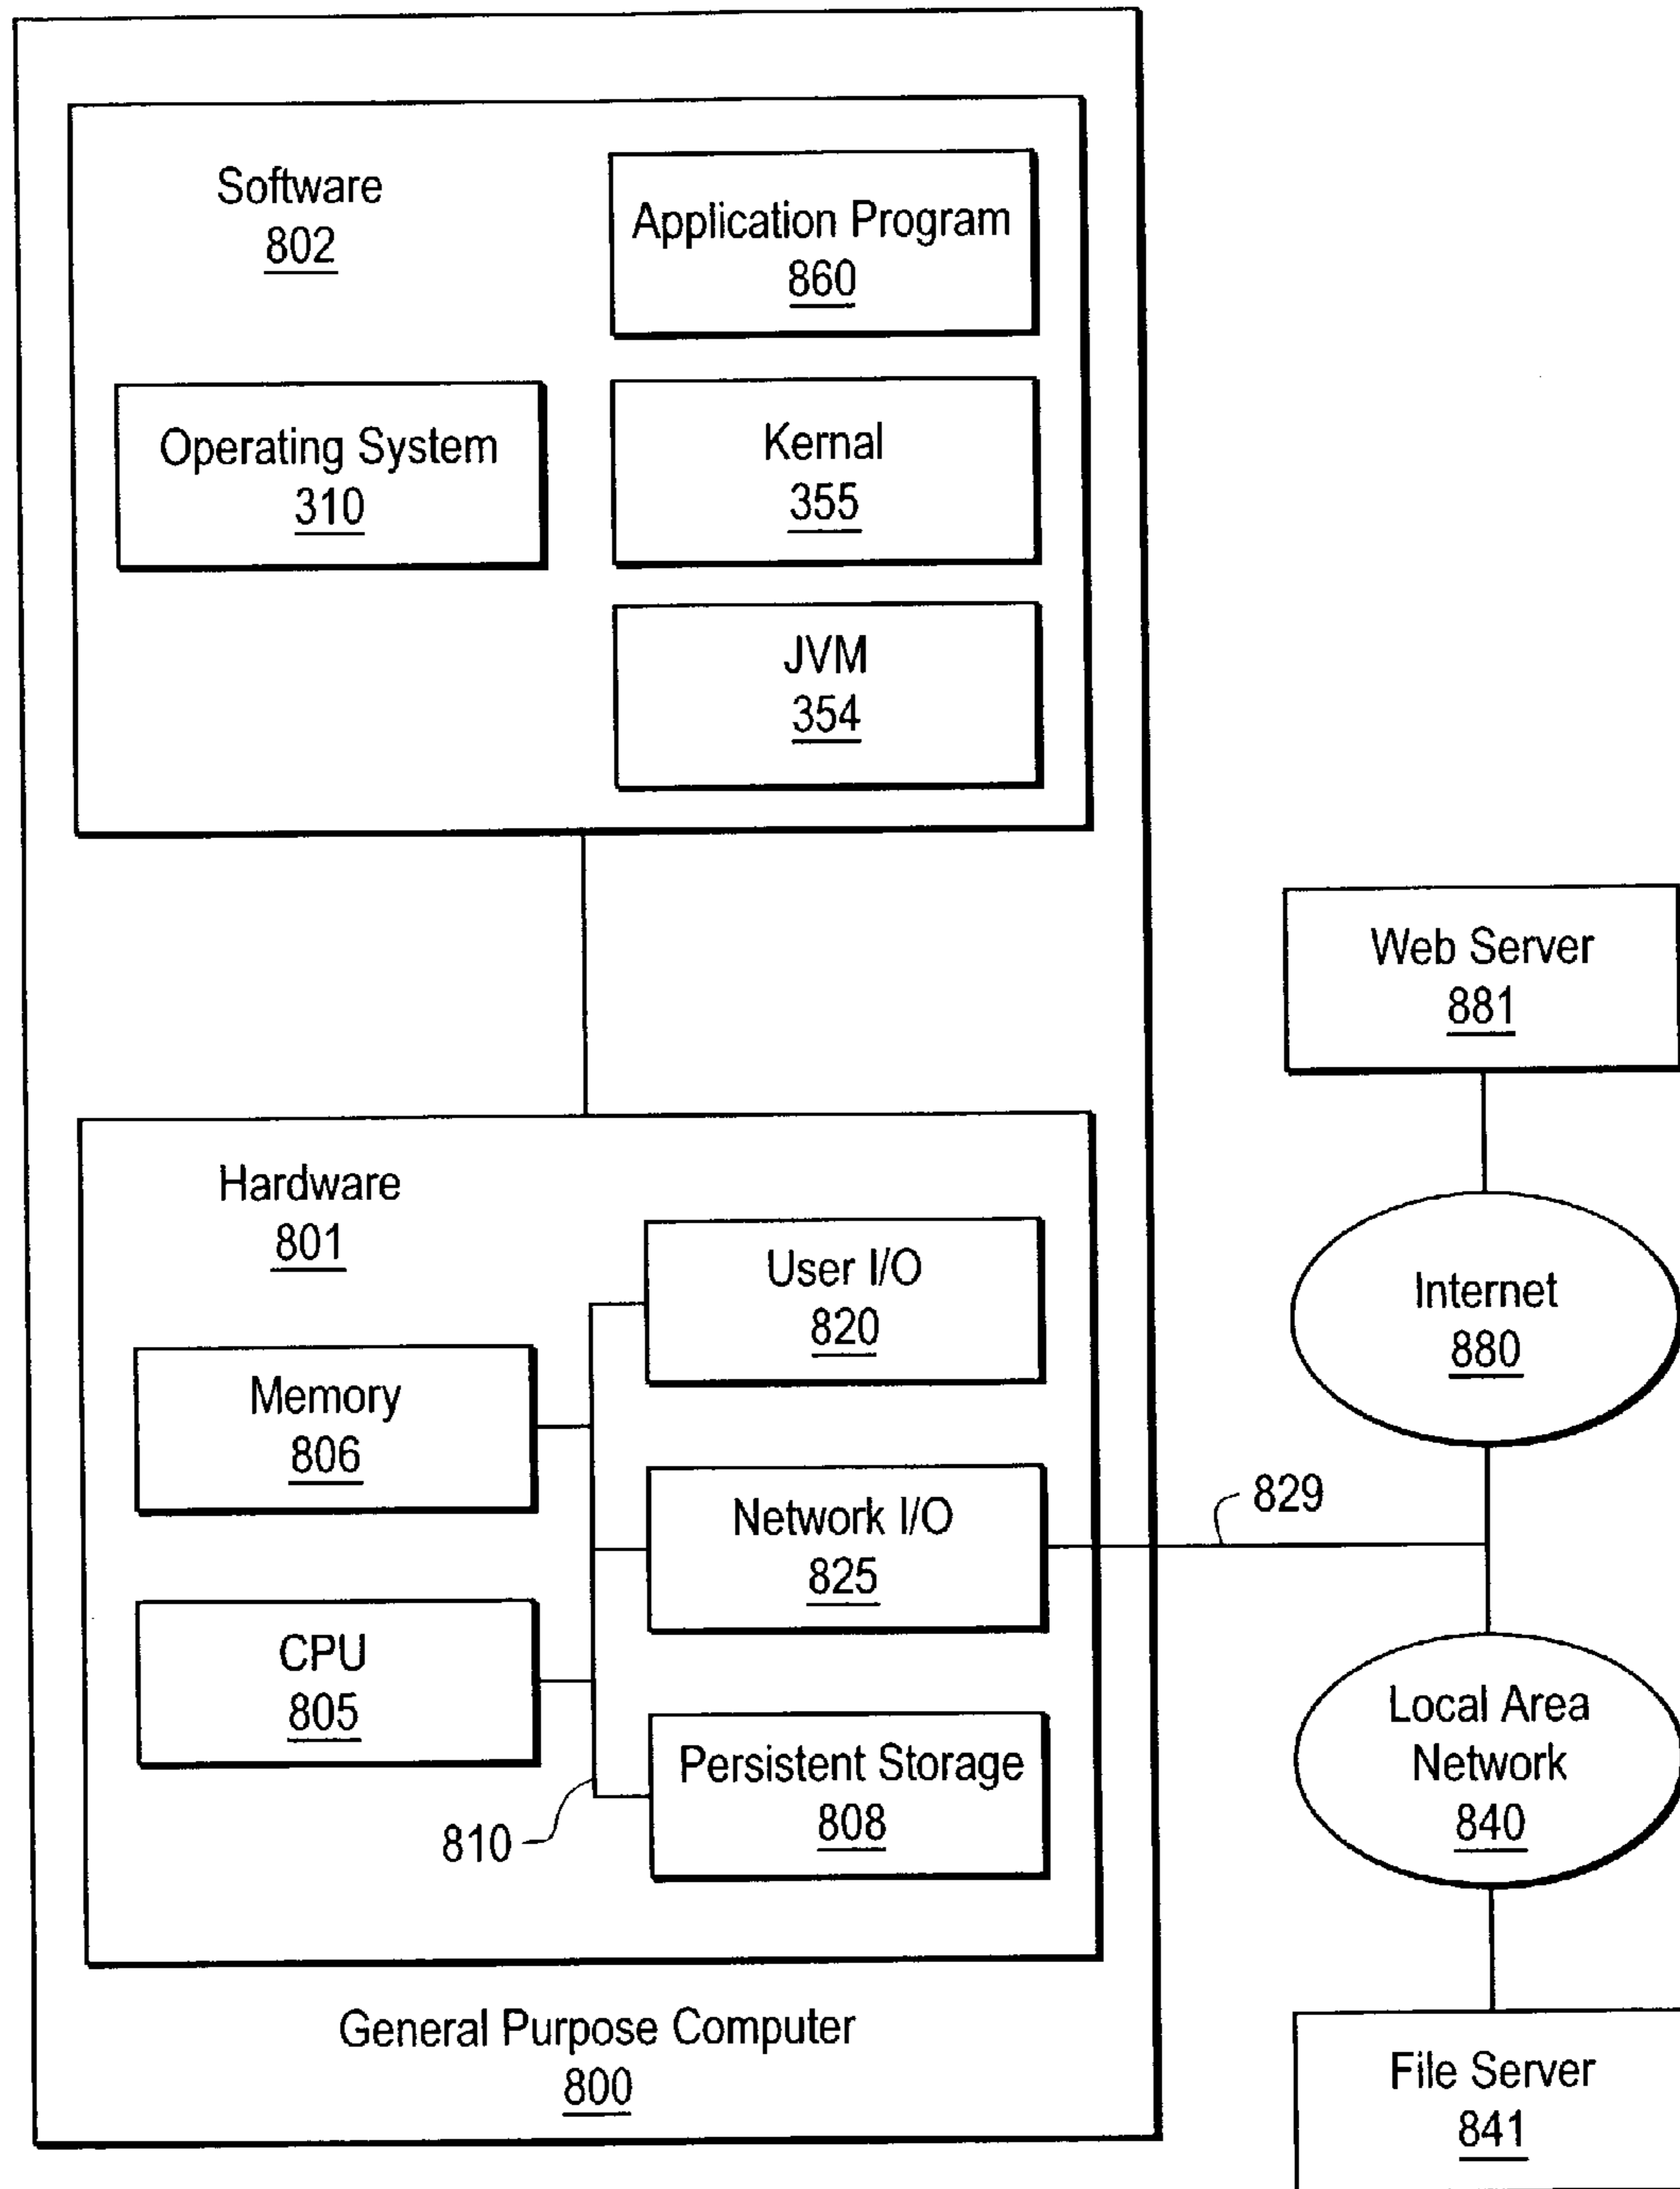 Software
802
Application Program
860
Operating System
310
Kernal
355
JVM
354
Hardware
801
User I/O
820
Memory
806
Network I/O
825
CPU
805
Persistent Storage
808
810
General Purpose Computer
800
Web Server
881
Internet
880
829
Local Area
Network
840
File Server
841